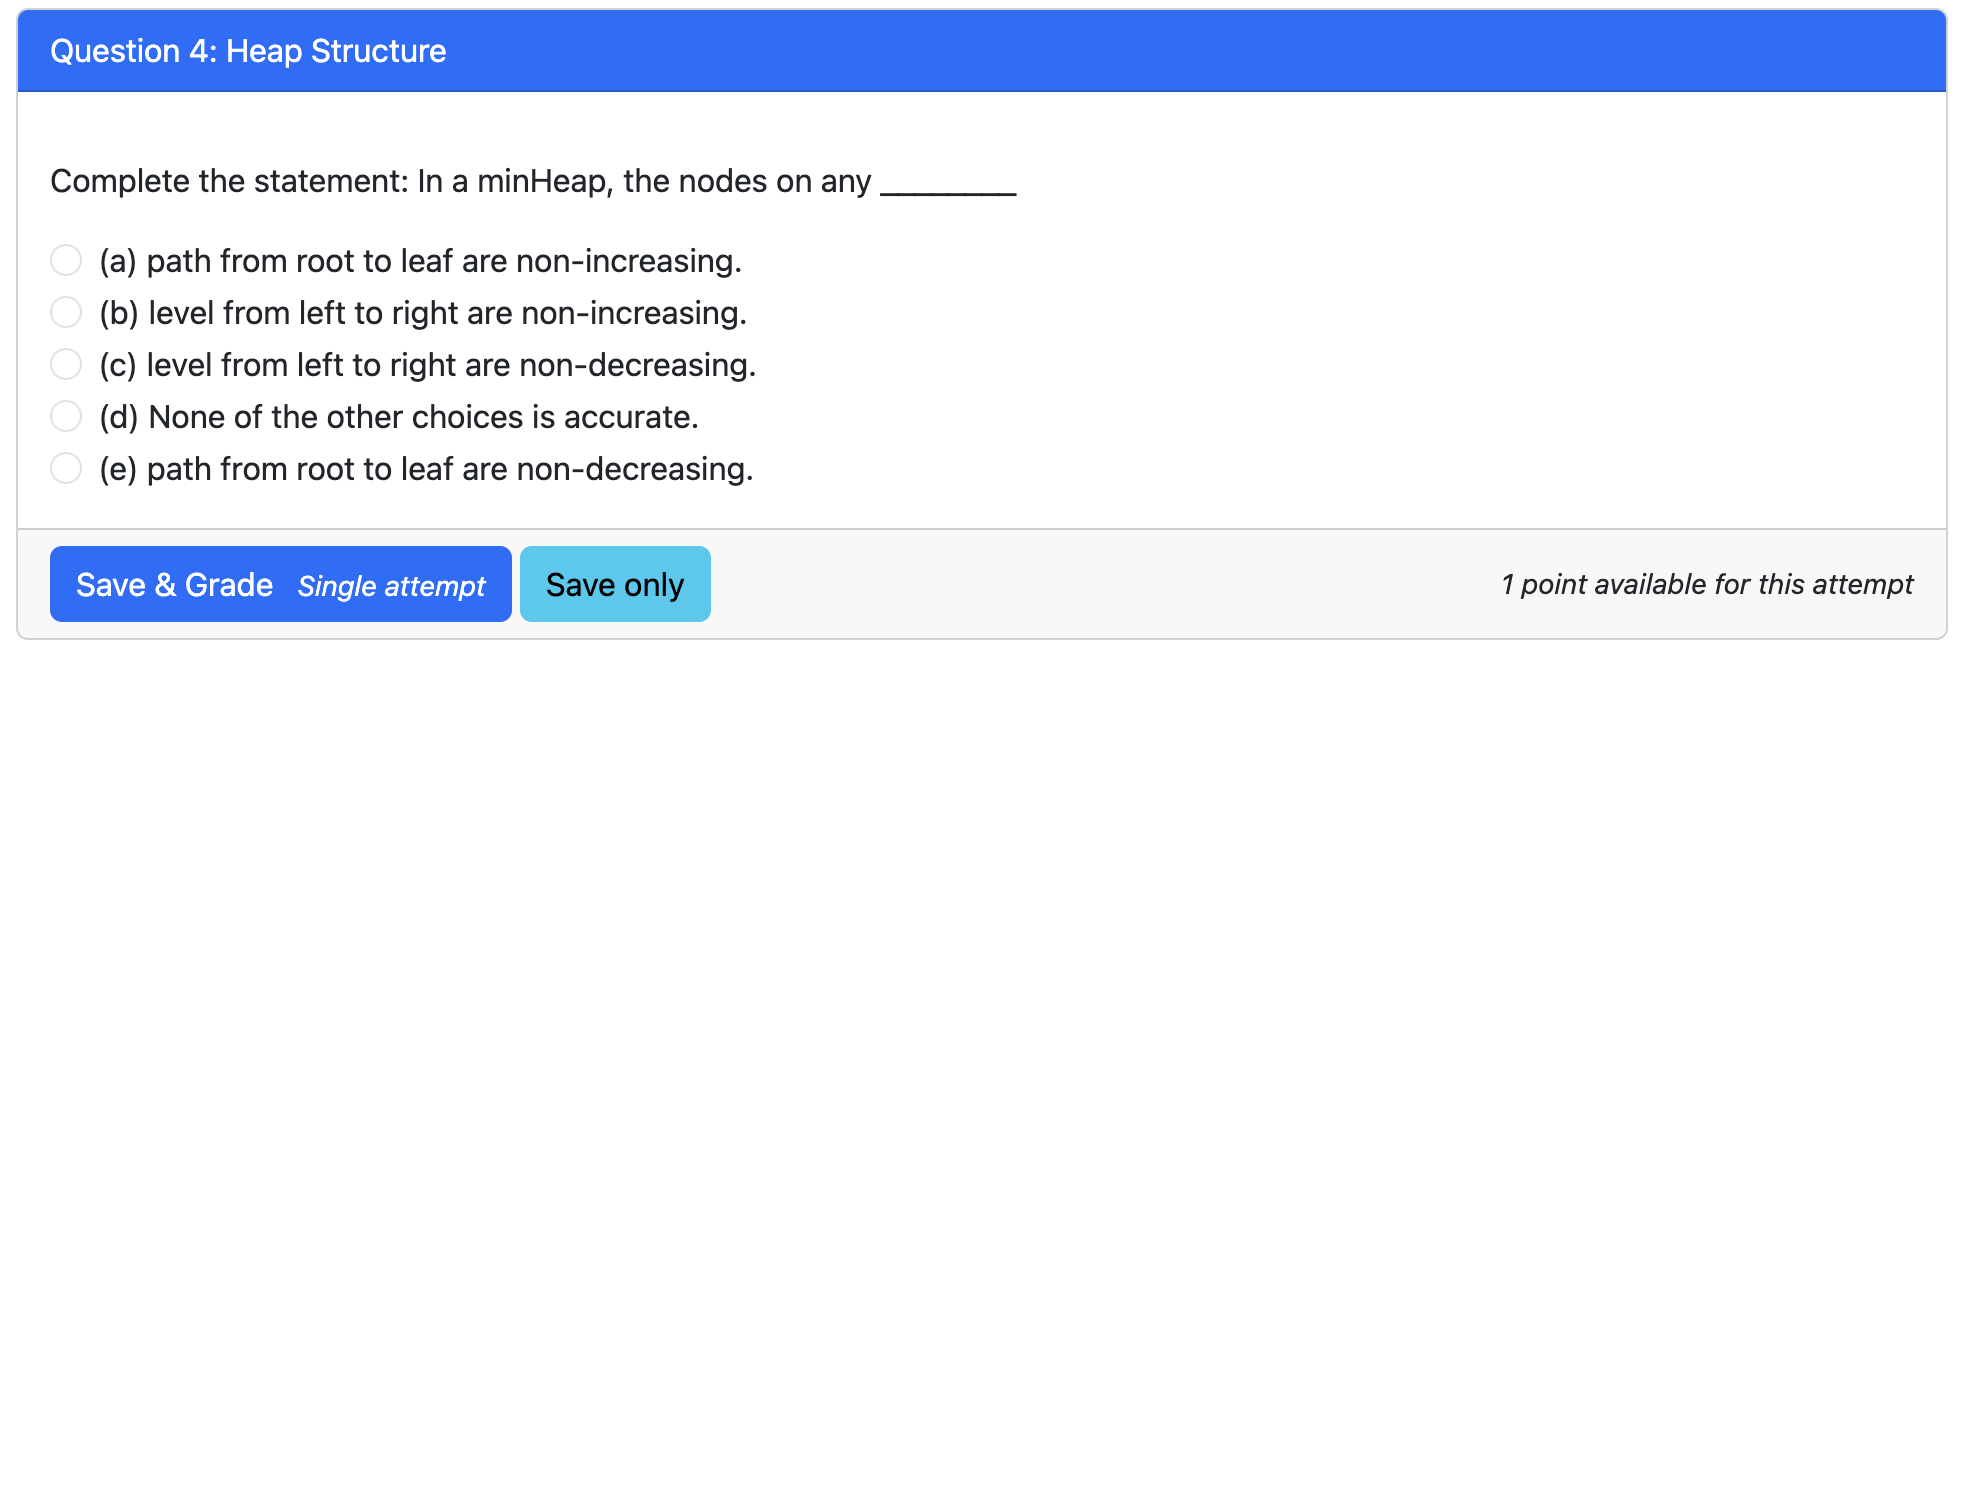 Question 4: Heap Structure
Complete the statement: In a minHeap, the nodes on any ________
(a) path from root to leaf are non-increasing.
(b) level from left to right are non-increasing.
(c) level from left to right are non-decreasing.
(d) None of the other choices is accurate.
(e) path from root to leaf are non-decreasing.
Save & Grade Single attempt Save only 1 point available for this attempt